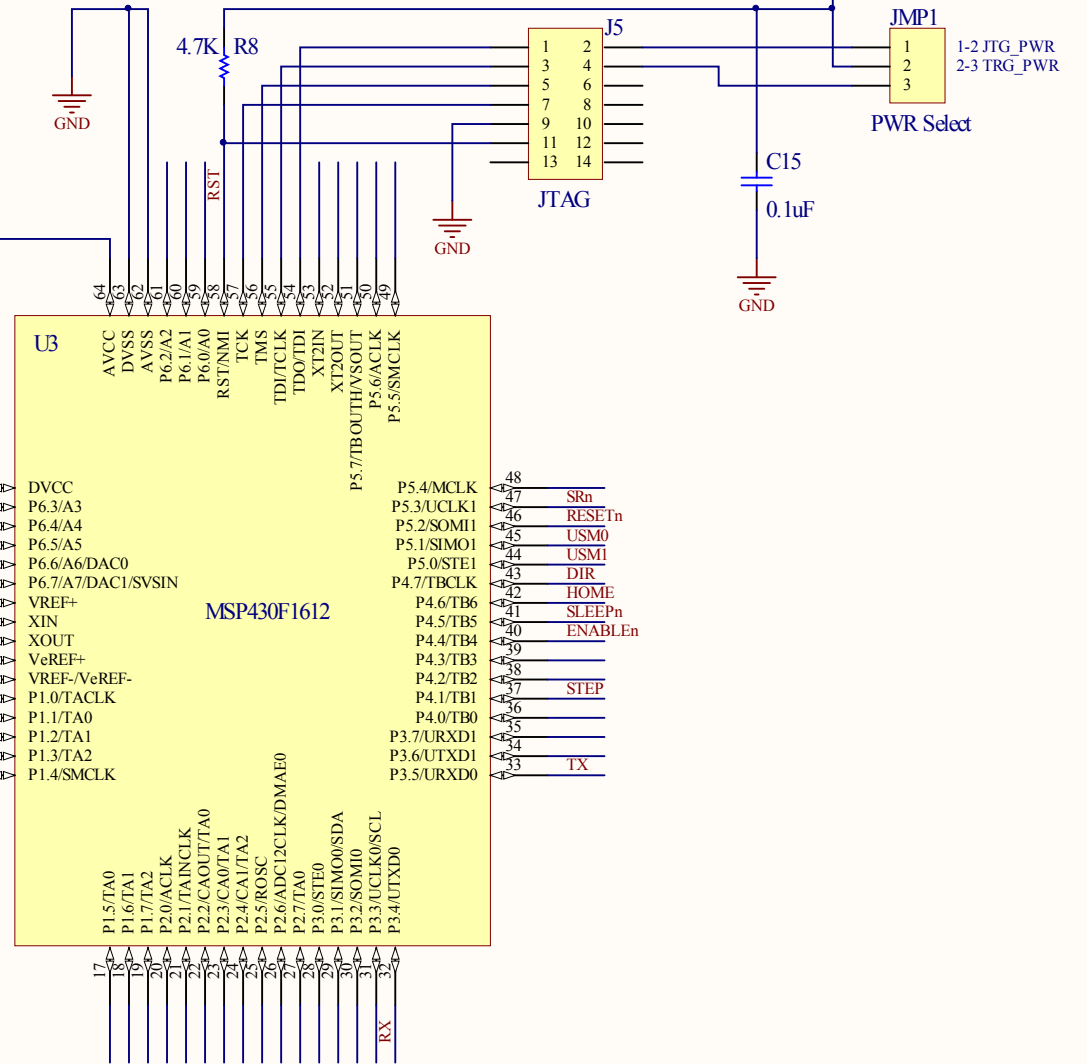 JMP1
J5
4.7K R8
1 2
3 4
5 6
7 8
9 10
11 12
13 14
1
2
3
1-2 JTG_PWR
2-3 TRG_PWR
PWR Select
GND
JTAG
C15
0.1uF
RST
GND
GND
64
63
62
61
60
59
58
57
56
55
54
53
52
51
50
49
U3
AVCC
DVSS
AVSS
P6.2/A2
P6.1/A1
P6.0/A0
RST/NMI
TCK
TMS
TDI/TCLK
TDO/TDI
XT2IN
XT2OUT
P5.7/TBOUTH/VSOUT
P5.6/ACLK
P5.5/SMCLK
DVCC
P6.3/A3
P6.4/A4
P6.5/A5
P6.6/A6/DAC0
P6.7/A7/DAC1/SVSIN
VREF+
XIN
XOUT
VeREF+
VREF-/VeREF-
P1.0/TACLK
P1.1/TA0
P1.2/TA1
P1.3/TA2
P1.4/SMCLK
MSP430F1612
P5.4/MCLK 48
P5.3/UCLK1 47 SRn
P5.2/SOMI1 46 RESETn
P5.1/SIMO1 45 USM0
P5.0/STE1 44 USM1
P4.7/TBCLK 43 DIR
P4.6/TB6 42 HOME
P4.5/TB5 41 SLEEPn
P4.4/TB4 40 ENABLEn
P4.3/TB3 39
P4.2/TB2 38
P4.1/TB1 37 STEP
P4.0/TB0 36
P3.7/URXD1 35
P3.6/UTXD1 34
P3.5/URXD0 33 TX
P1.5/TA0
P1.6/TA1
P1.7/TA2
P2.0/ACLK
P2.1/TAINCLK
P2.2/CAOUT/TA0
P2.3/CA0/TA1
P2.4/CA1/TA2
P2.5/ROSC
P2.6/ADC12CLK/DMAE0
P2.7/TA0
P3.0/STE0
P3.1/SIMO0/SDA
P3.2/SOMI0
P3.3/UCLK0/SCL
P3.4/UTXD0
17
18
19
20
21
22
23
24
25
26
27
28
29
30
31
32
RX